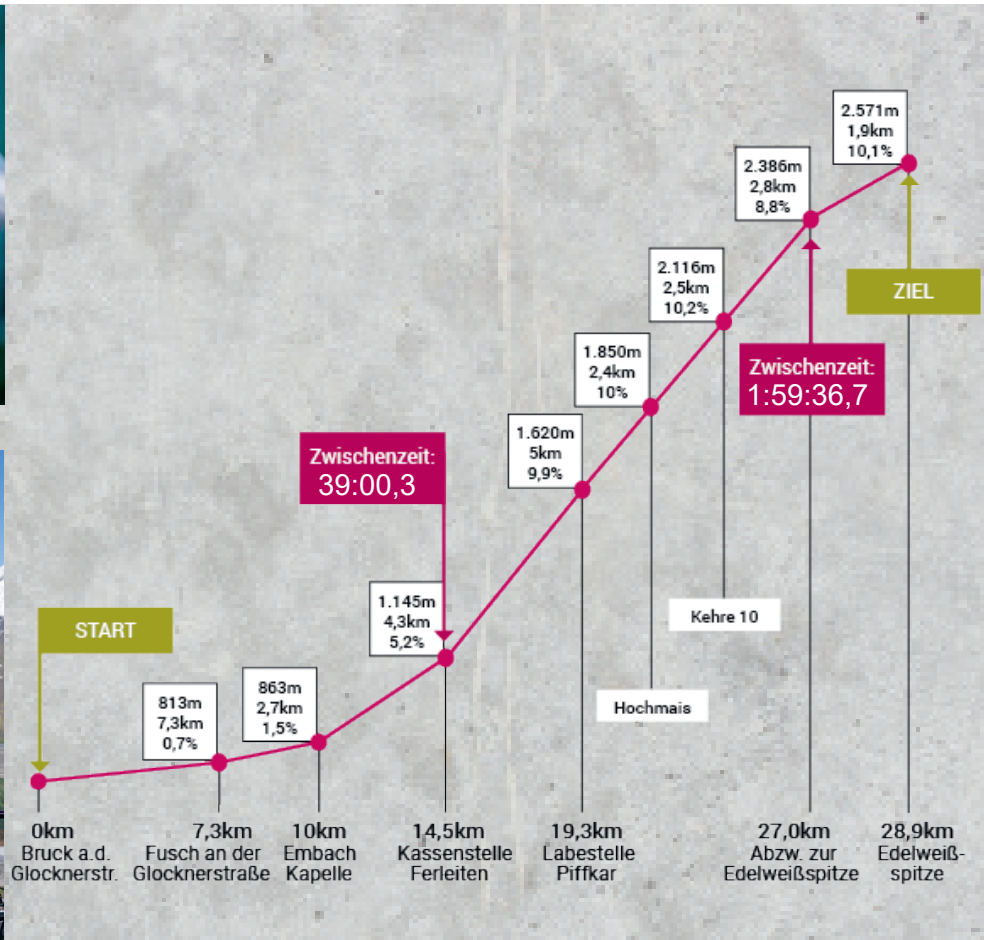 2.571m
1,9km
10,1%
2.386m
2,8km
8,8%
2.116m
2,5km
10,2%
ZIEL
1.850m
2,4km
10%
Zwischenzeit:
1:59:36,7
1.620m
5km
9,9%
Zwischenzeit:
39:00,3
1.145m
4,3km
5,2%
START
Kehre 10
863m
2,7km
1,5%
813m
7,3km
0,7%
Hochmais
0km
Bruck a.d.
Glocknerstr.
7,3km
Fusch an der
Glocknerstraße
10km
Embach
Kapelle
14,5km
Kassenstelle
Ferleiten
19,3km
Labestelle
Piffkar
27,0km
Abzw. zur
Edelweißspitze
28,9km
Edelweiß-
spitze